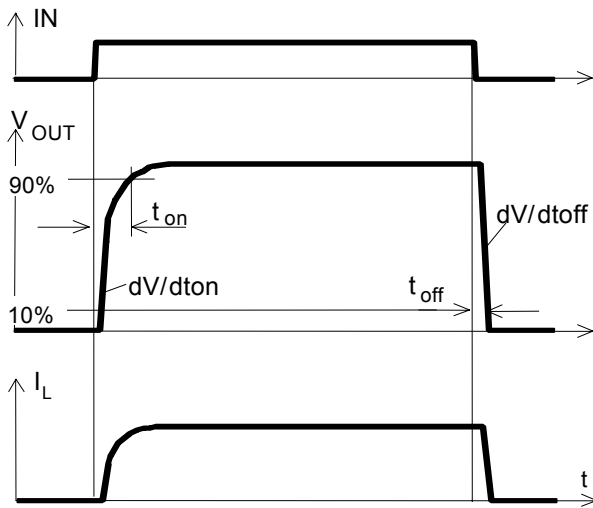 IN
V OUT
90%
t on
dV/dtoff
dV/dton
t off
10%
I L
t